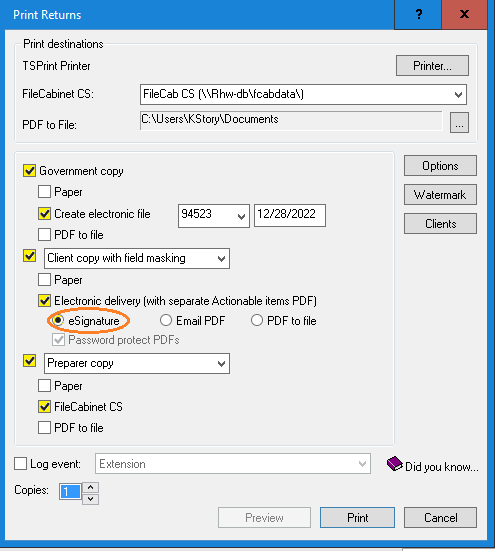 Print Returns ? X
Print destinations
TSPrint Printer Printer...
FileCabinet CS: FileCab CS (\\Rhw-db\fcabdata\)
PDF to File: C:\Users\KStory\Documents ...
Government copy Options
Paper Watermark
Create electronic file 94523 12/28/2022
PDF to file Clients
Client copy with field masking
Paper
Electronic delivery (with separate Actionable items PDF)
eSignature Email PDF PDF to file
Password protect PDFs
Preparer copy
Paper
FileCabinet CS
PDF to file
Log event: Extension Did you know...
Copies: 1
Preview Print Cancel